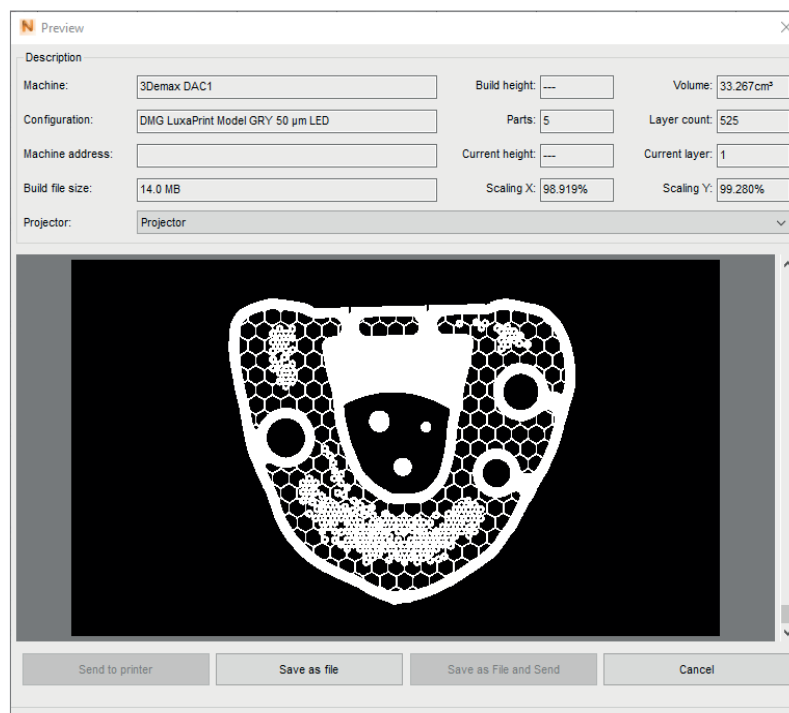 Preview
Description
Machine: 3Demax DAC1 Build height: --- Volume: 33.267cm³
Configuration: DMG LuxaPrint Model GRY 50 µm LED Parts: 5 Layer count: 525
Machine address: Current height: --- Current layer: 1
Build file size: 14.0 MB Scaling X: 98.919% Scaling Y: 99.280%
Projector: Projector
Send to printer Save as file Save as File and Send Cancel